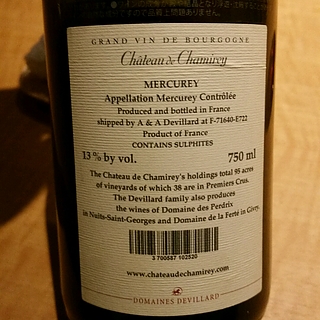 GRAND VIN DE BOURGOGNE
Château de Chamirey
MERCUREY
Appellation Mercurey Contrôlée
Produced and bottled in France
shipped by A & A Devillard at F-71640-E722
Product of France
CONTAINS SULPHITES
13 % by vol. 750 ml
The Chateau de Chamirey's holdings total 95 acres
of vineyards of which 38 are in Premiers Crus.
The Devillard family also produces
the wines of Domaine des Perdrix
in Nuits-Saint-Georges and Domaine de la Ferté in Givry.
3 700587 102520
www.chateaudechamirey.com
DOMAINES DEVILLARD